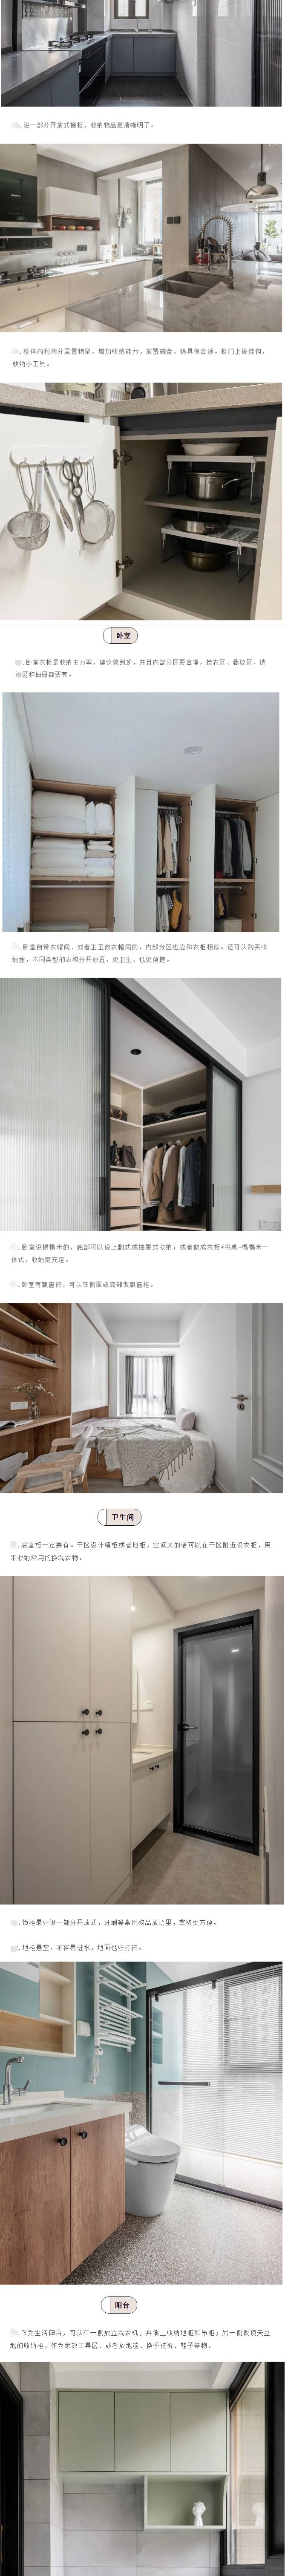 设一部分开放式橱柜，收纳物品更清晰明了。
柜体内利用分层置物架，增加收纳能力，放置碗盘、锅具很合适。柜门上设挂钩，
收纳小工具。
卧室
卧室衣柜是收纳主力军，建议做到顶，并且内部分区要合理，挂衣区、叠放区、被
褥区和抽屉都要有。
卧室自带衣帽间、或者主卫改衣帽间的，内部分区也应和衣柜相似。还可以购买收
纳盒，不同类型的衣物分开放置，更卫生、也更便捷。
卧室设榻榻米的，底部可以设上翻式或抽屉式收纳，或者做成衣柜+书桌+榻榻米一
体式，收纳更充足。
卧室有飘窗的，可以在侧面或底部做飘窗柜。
卫生间
浴室柜一定要有。干区设计镜柜或者地柜，空间大的话可以在干区附近设衣柜，用
来收纳常用的换洗衣物。
镜柜最好设一部分开放式，牙刷等常用物品放这里，拿取更方便。
地柜悬空，不容易进水，地面也好打扫。
阳台
作为生活阳台，可以在一侧放置洗衣机，并做上收纳地柜和吊柜；另一侧做顶天立
地的收纳柜，作为家政工具区、或者放地毯、换季被褥、鞋子等物。